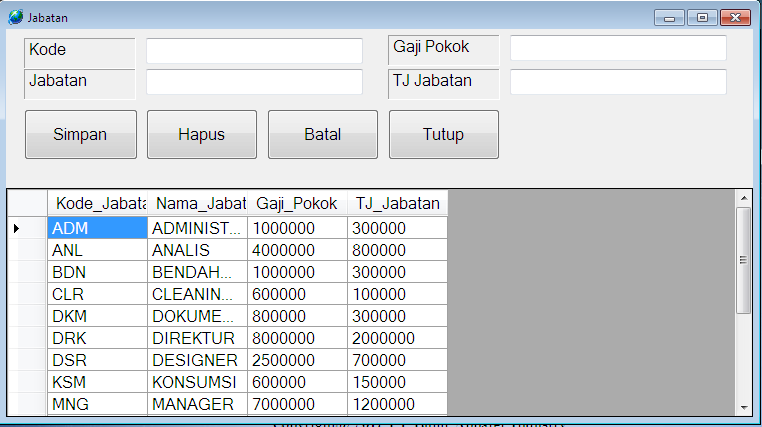 Jabatan
Kode
Gaji Pokok
Jabatan
TJ Jabatan
Simpan Hapus Batal Tutup
Kode_Jabata Nama_Jabat Gaji_Pokok TJ_Jabatan
ADM ADMINIST... 1000000 300000
ANL ANALIS 4000000 800000
BDN BENDAH... 1000000 300000
CLR CLEANIN... 600000 100000
DKM DOKUME... 800000 300000
DRK DIREKTUR 8000000 2000000
DSR DESIGNER 2500000 700000
KSM KONSUMSI 600000 150000
MNG MANAGER 7000000 1200000